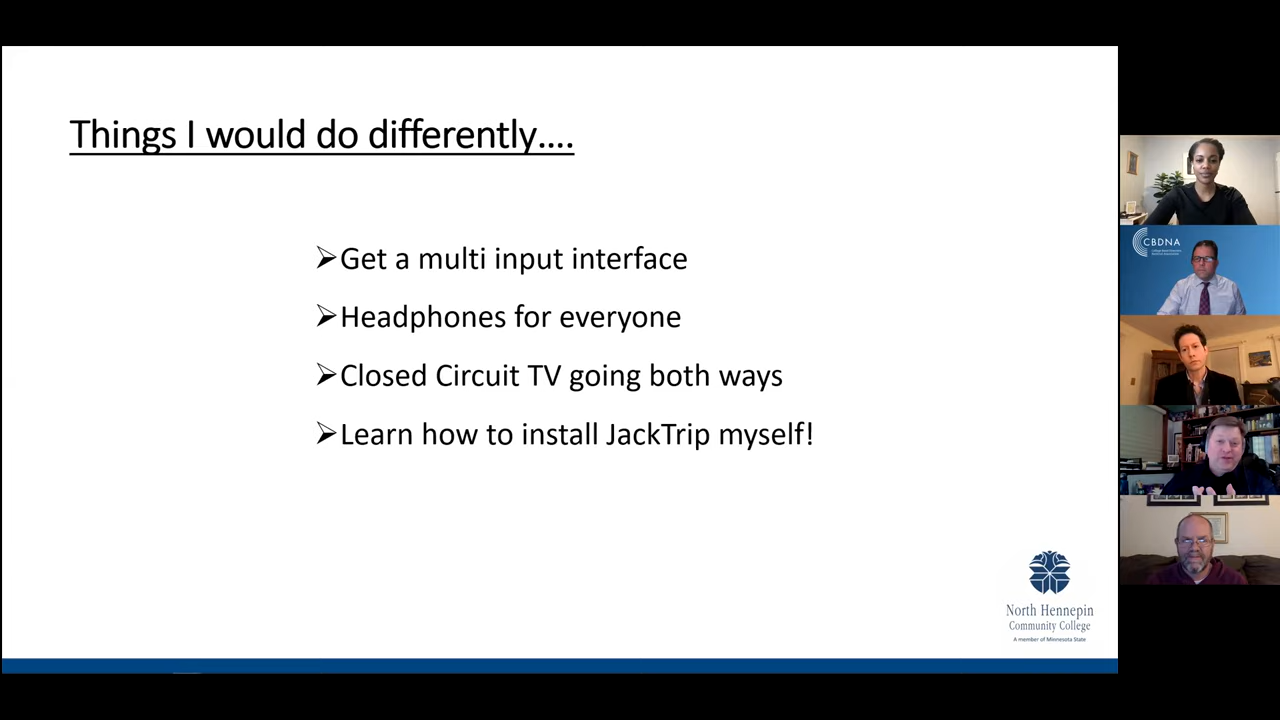 Things I would do differently....
➢Get a multi input interface
➢Headphones for everyone
➢Closed Circuit TV going both ways
➢Learn how to install JackTrip myself!
CBDNA
North Hennepin
Community College
A member of Minnesota State